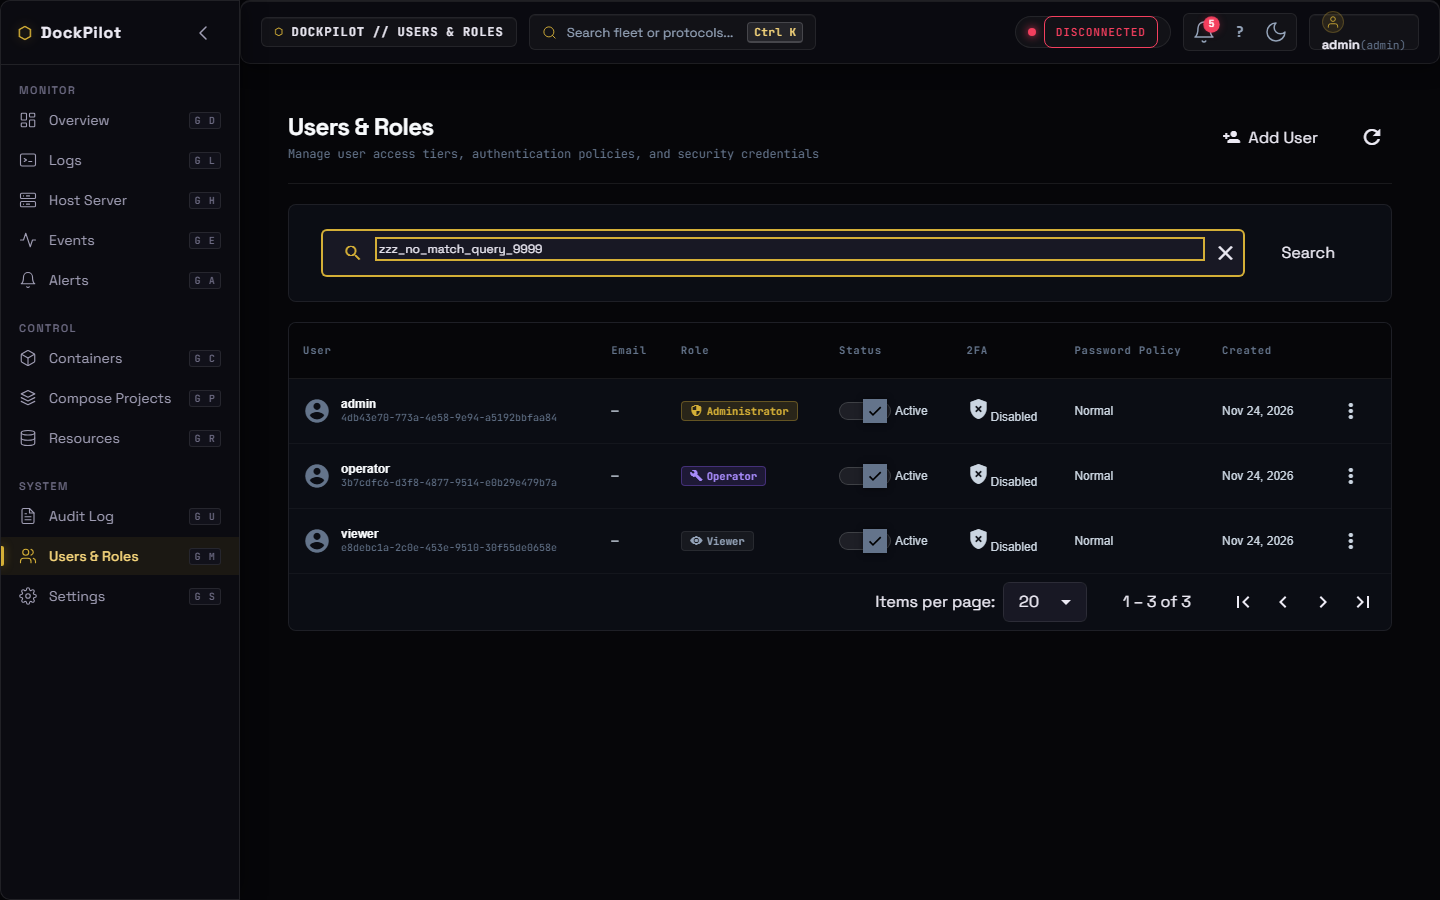 DockPilot
DOCKPILOT // USERS & ROLES
Search fleet or protocols...
Ctrl K
DISCONNECTED
5
?
admin(admin)
MONITOR
Overview
G D
Logs
G L
Host Server
G H
Events
G E
Alerts
G A
CONTROL
Containers
G C
Compose Projects
G P
Resources
G R
SYSTEM
Audit Log
G U
Users & Roles
G M
Settings
G S
Users & Roles
Manage user access tiers, authentication policies, and security credentials
Add User
zzz_no_match_query_9999
Search
User Email Role Status 2FA Password Policy Created
admin
4db43e70-773a-4e58-9e94-a5192bbfaa84
— Administrator Active Disabled Normal Nov 24, 2026
operator
3b7cdfc6-d3f8-4877-9514-e0b29e479b7a
— Operator Active Disabled Normal Nov 24, 2026
viewer
e8debc1a-2c0e-453e-9510-30f55de0658e
— Viewer Active Disabled Normal Nov 24, 2026
Items per page: 20 1 – 3 of 3